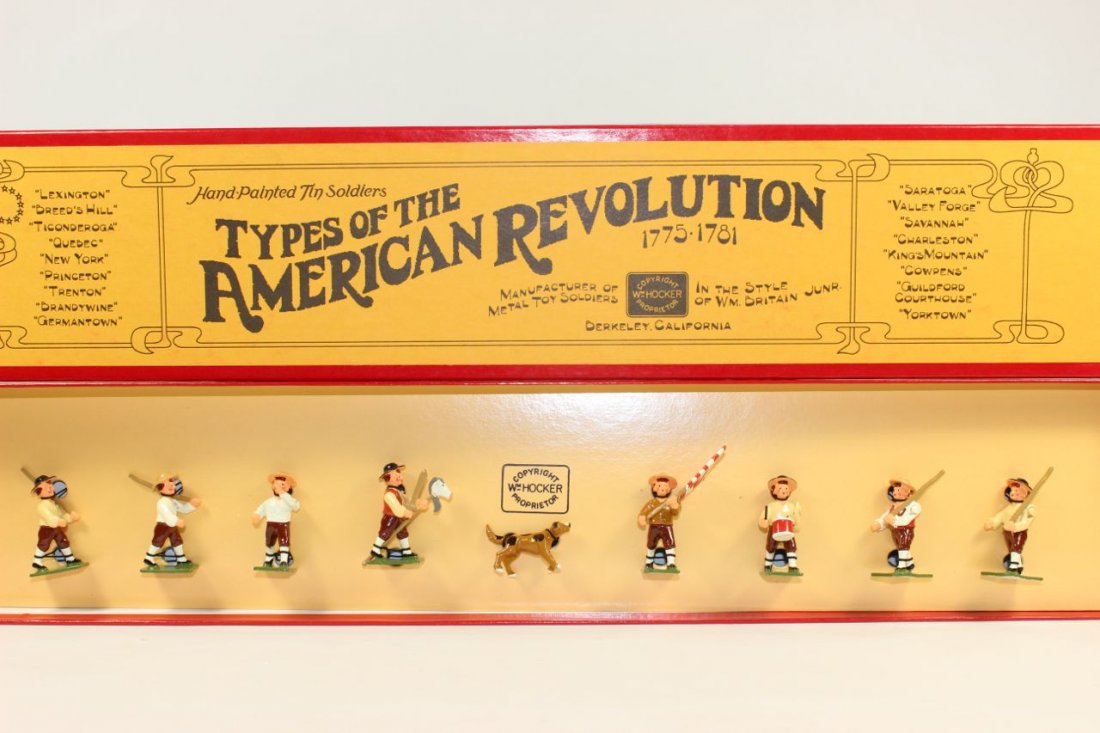 "LEXINGTON"
"BREED'S HILL"
"TICONDEROGA"
"QUEBEC"
"NEW YORK"
"PRINCETON"
"TRENTON"
"BRANDYWINE"
"GERMANTOWN"
Hand-Painted Tin Soldiers
TYPES OF THE
AMERICAN REVOLUTION
1775-1781
MANUFACTURER OF
METAL TOY SOLDIERS
COPYRIGHT
WM HOCKER
PROPRIETOR
IN THE STYLE
OF WM. BRITAIN JUNR.
BERKELEY, CALIFORNIA
"SARATOGA"
"VALLEY FORGE"
"SAVANNAH"
"CHARLESTON"
"KING'S MOUNTAIN"
"COWPENS"
"GUILDFORD
COURTHOUSE"
"YORKTOWN"
COPYRIGHT
WM HOCKER
PROPRIETOR